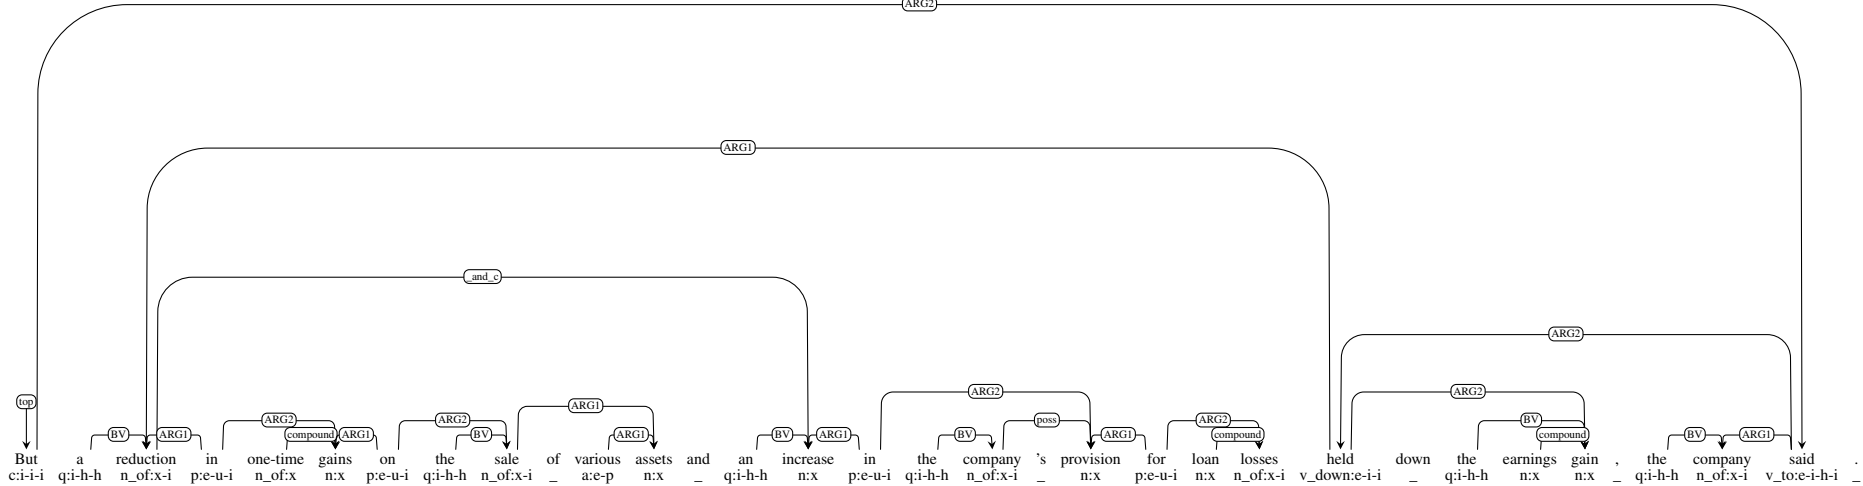 ARG2
ARG1
_and_c
ARG2
ARG2 ARG2
top ARG1
ARG2 ARG2 poss ARG2 BV
BV ARG1 compound ARG1 BV ARG1 BV ARG1 BV ARG1 compound compound BV ARG1
But a reduction in one-time gains on the sale of various assets and an increase in the company 's provision for loan losses held down the earnings gain , the company said .
c:i-i-i q:i-h-h n_of:x-i p:e-u-i n_of:x n:x p:e-u-i q:i-h-h n_of:x-i _ a:e-p n:x _ q:i-h-h n:x p:e-u-i q:i-h-h n_of:x-i _ n:x p:e-u-i n:x n_of:x-i v_down:e-i-i _ q:i-h-h n:x n:x _ q:i-h-h n_of:x-i v_to:e-i-h-i _